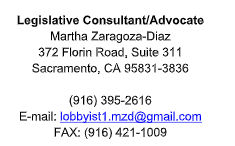 Legislative Consultant/Advocate
Martha Zaragoza-Diaz
372 Florin Road, Suite 311
Sacramento, CA 95831-3836
(916) 395-2616
E-mail: lobbyist1.mzd@gmail.com
FAX: (916) 421-1009